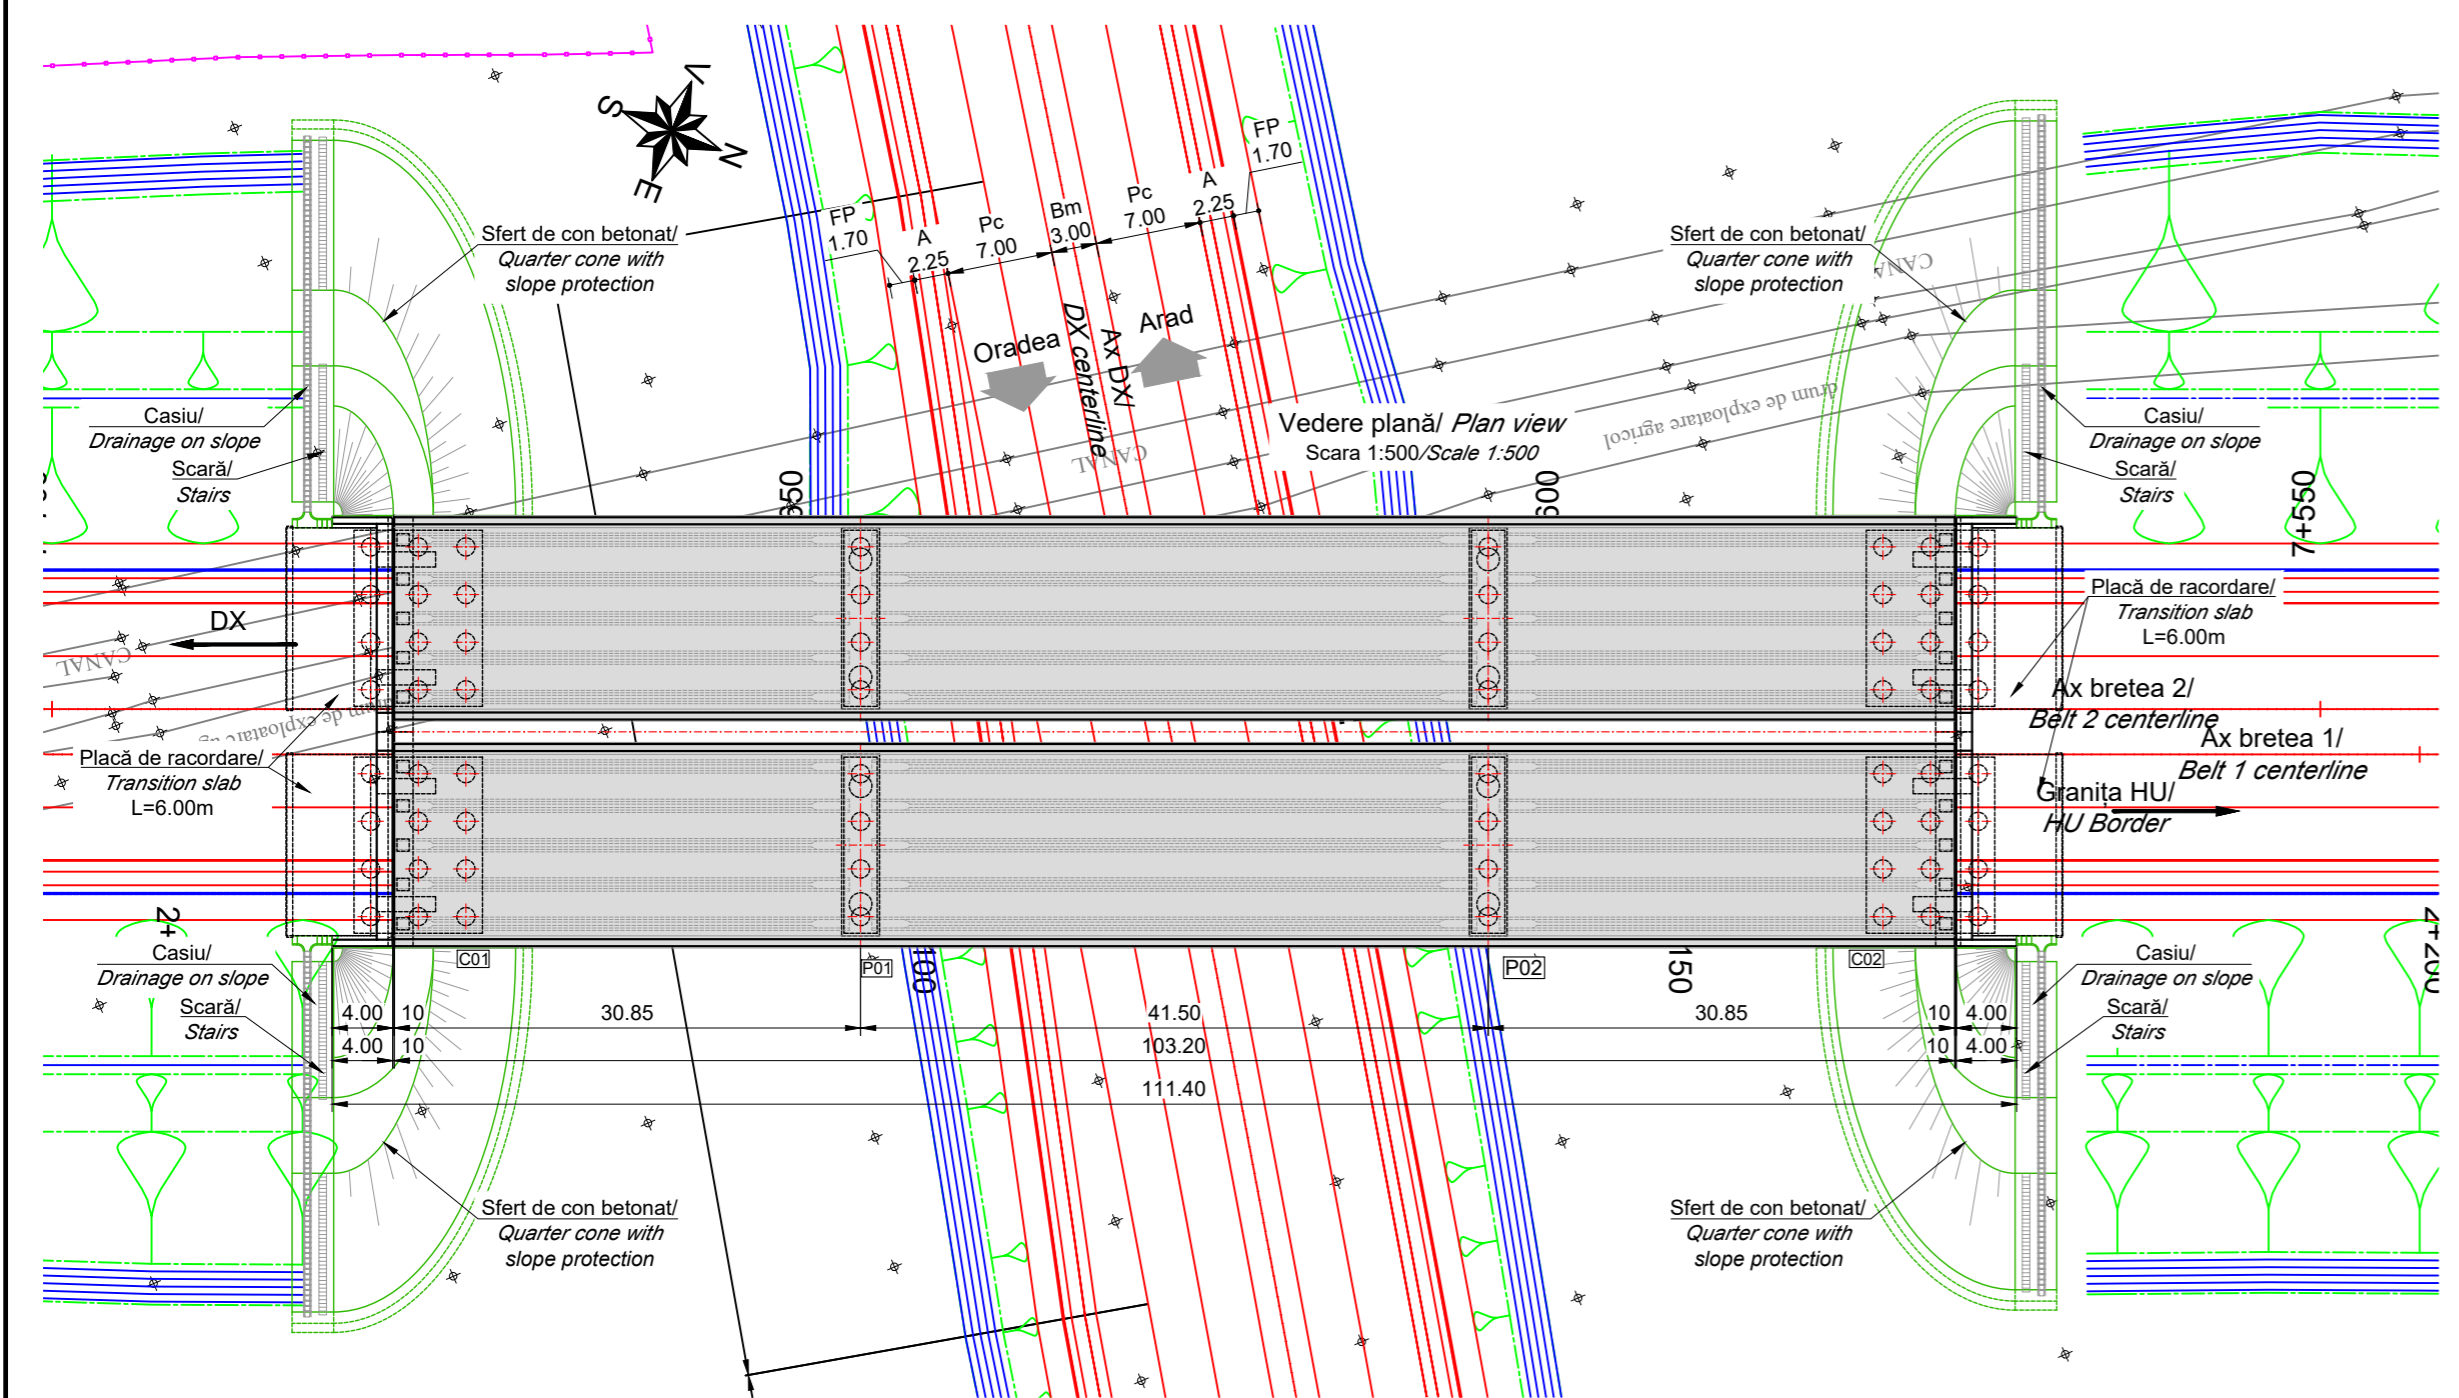 V
S
N
E
FP
1.70
A
2.25
Pc
7.00
Bm
3.00
Pc
7.00
A
2.25
FP
1.70
Sfert de con betonat/
Quarter cone with
slope protection
Sfert de con betonat/
Quarter cone with
slope protection
CANAL
Oradea
DX centerline
Ax DX/
Arad
Vedere plană/ Plan view
Scara 1:500/Scale 1:500
drum de exploatare agricol
CANAL
Casiu/
Drainage on slope
Scară/
Stairs
Casiu/
Drainage on slope
Scară/
Stairs
7+550
DX
CANAL
Placă de racordare/
Transition slab
L=6.00m
Placă de racordare/
Transition slab
L=6.00m
Ax bretea 2/
Belt 2 centerline
Ax bretea 1/
Belt 1 centerline
Granița HU/
HU Border
2+
Casiu/
Drainage on slope
Scară/
Stairs
C01
P01
100
P02
150
C02
Casiu/
Drainage on slope
Scară/
Stairs
4.00 10 30.85 41.50 30.85 10 4.00
4.00 10 103.20 10 4.00
111.40
Sfert de con betonat/
Quarter cone with
slope protection
Sfert de con betonat/
Quarter cone with
slope protection